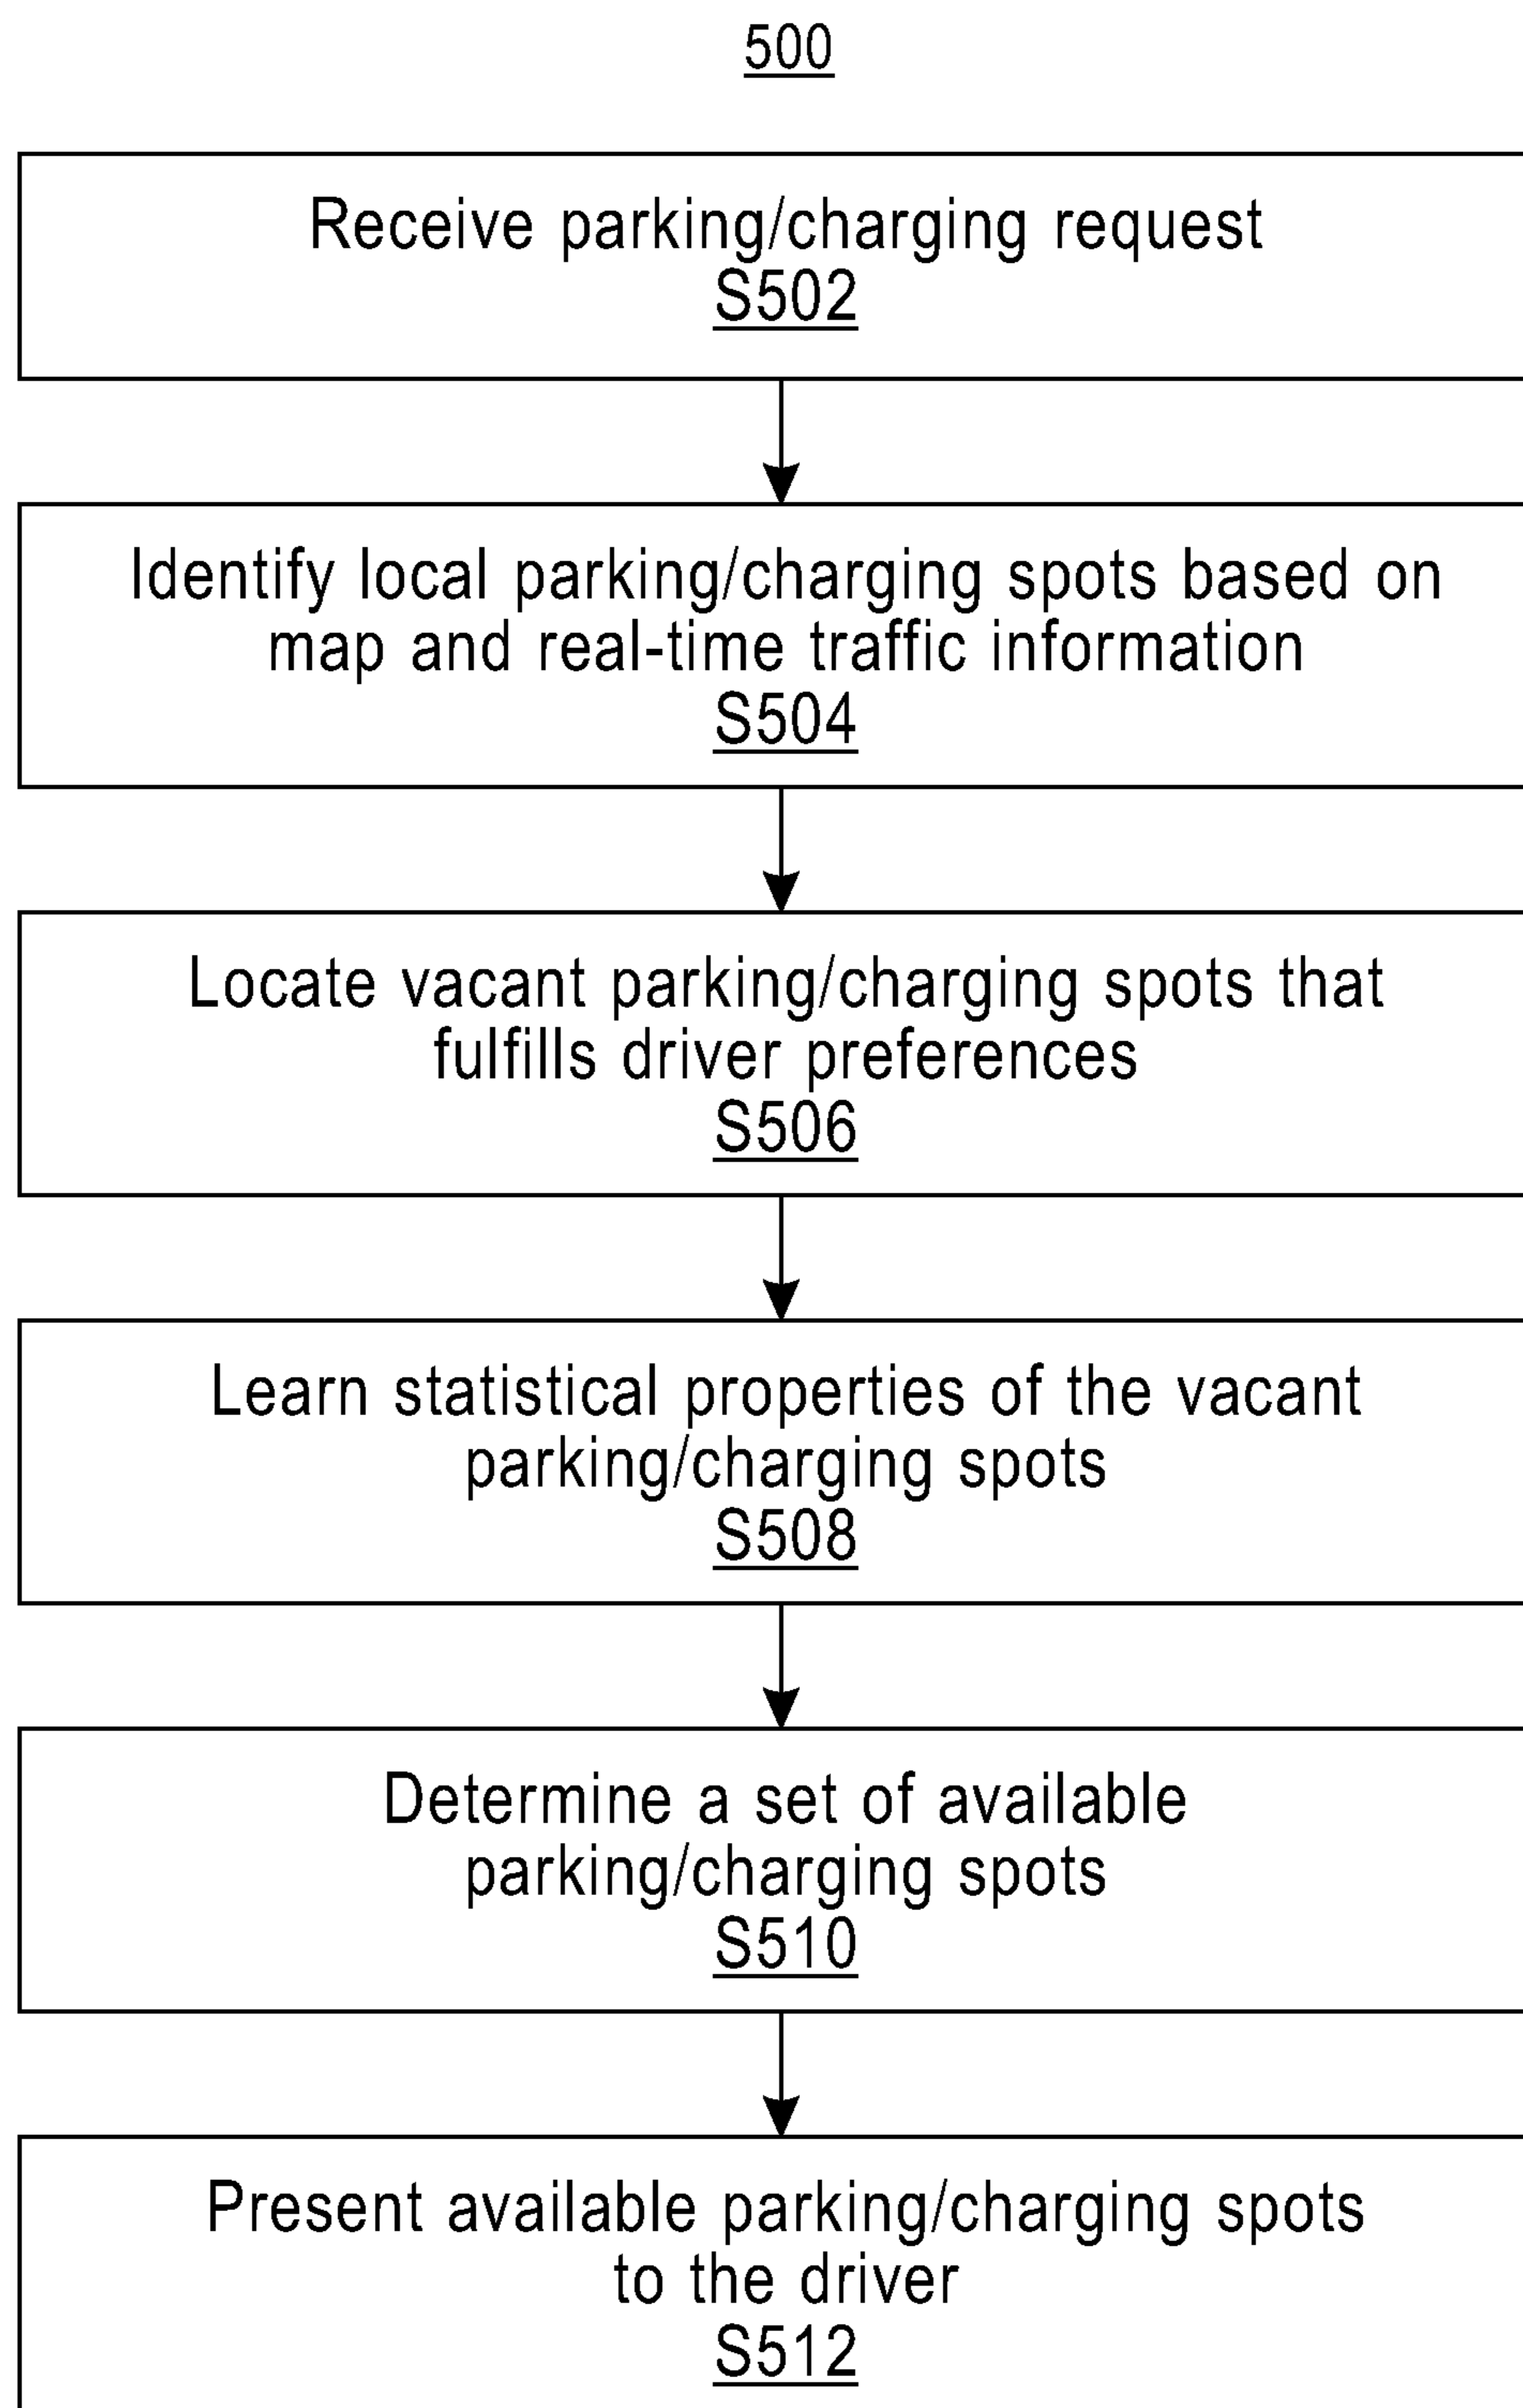 500
Receive parking/charging request
S502
Identify local parking/charging spots based on
map and real-time traffic information
S504
Locate vacant parking/charging spots that
fulfills driver preferences
S506
Learn statistical properties of the vacant
parking/charging spots
S508
Determine a set of available
parking/charging spots
S510
Present available parking/charging spots
to the driver
S512